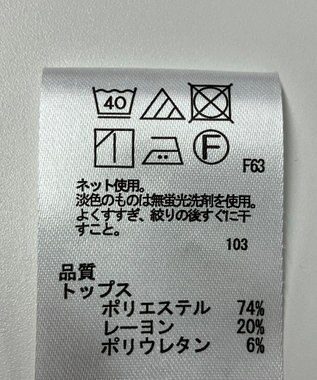 40
F
F63
ネット使用。
淡色のものは無蛍光洗剤を使用。
よくすすぎ、絞りの後すぐに干
すこと。
103
品質
トップス
ポリエステル 74%
レーヨン 20%
ポリウレタン 6%